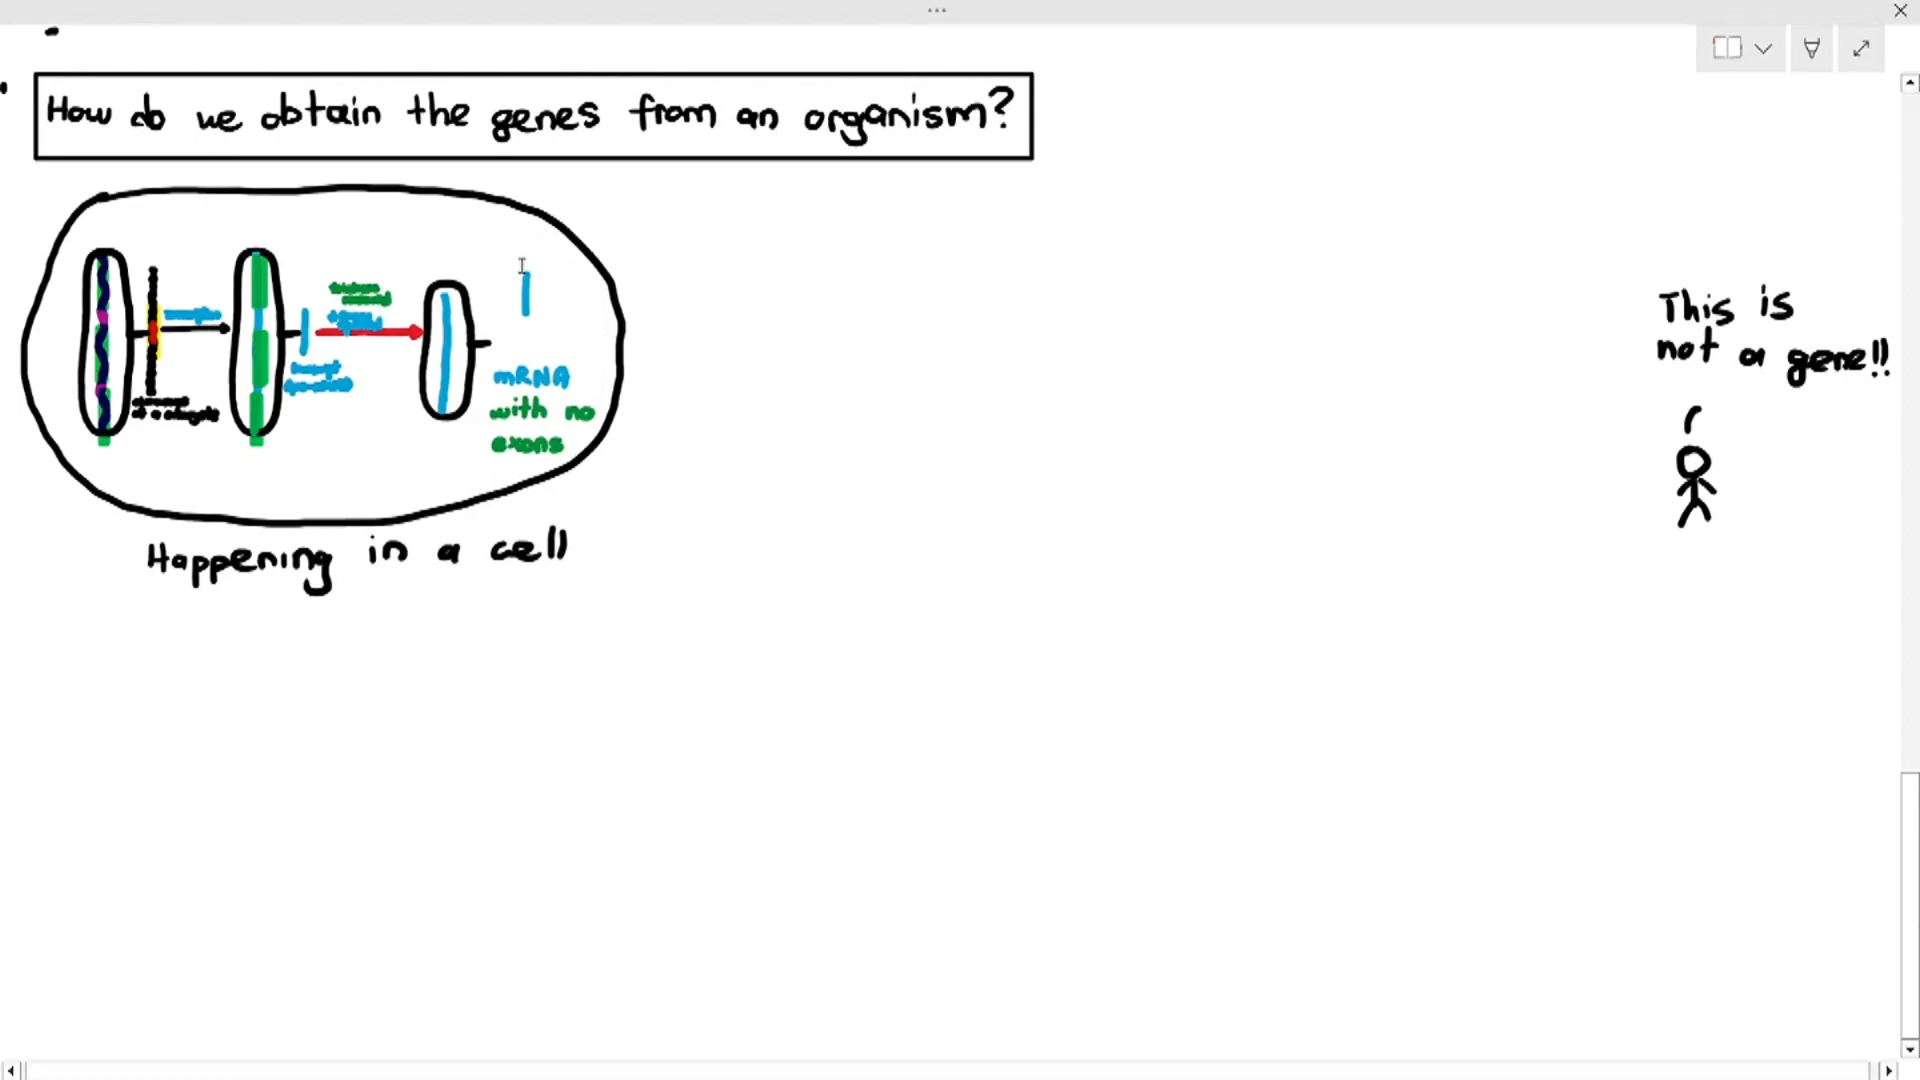 How do we obtain the genes from an organism?
mRNA
with no
exons
Happening in a cell
This is
not a gene!!